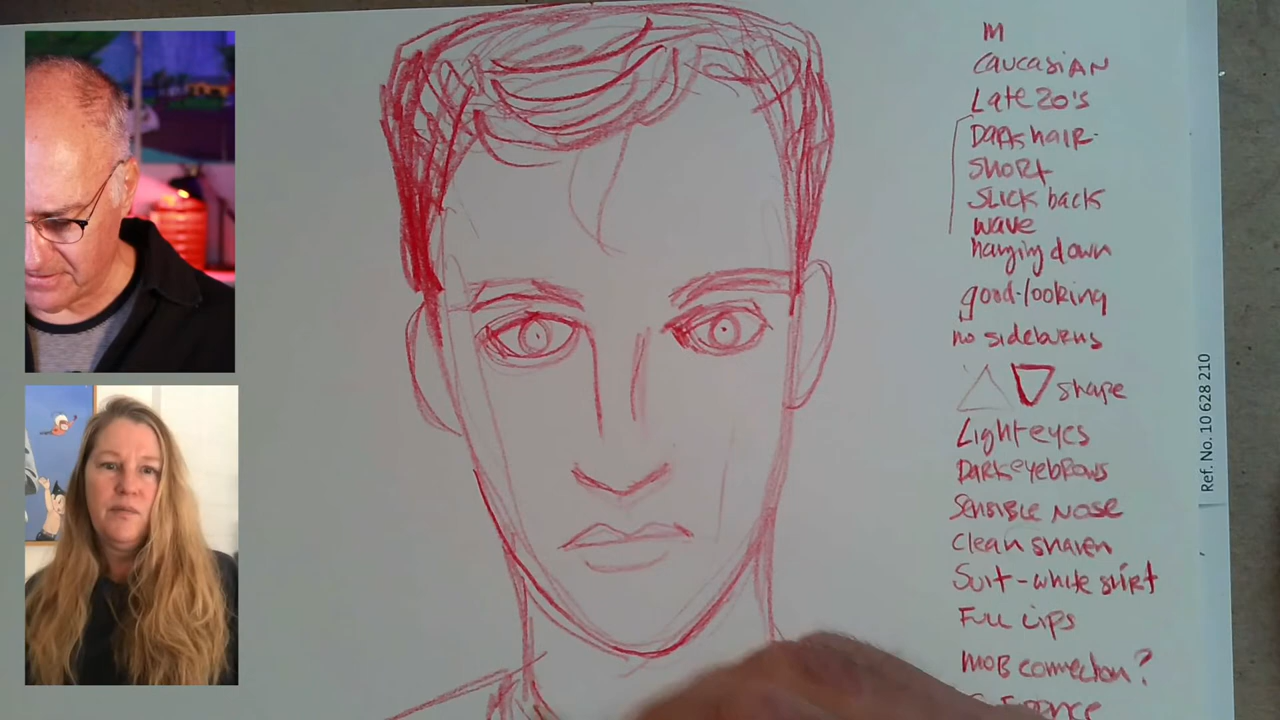 M
Caucasian
Late 20's
Dark hair-
Short
Slick back
wave
hanging down
good-looking
no sideburns
shape
Light eyes
Dark eyebrows
Sensible Nose
Clean shaven
Suit - white shirt
Full lips
MOB connection?
Ref. No. 10 628 210